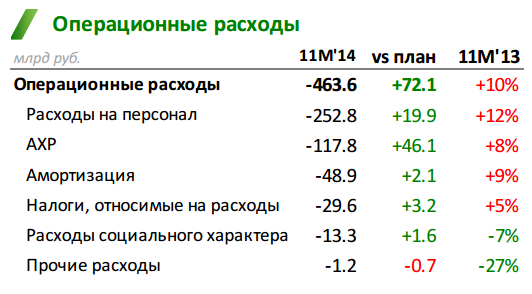 Операционные расходы
млрд руб. 11М'14 vs план 11М'13
Операционные расходы -463.6 +72.1 +10%
Расходы на персонал -252.8 +19.9 +12%
АХР -117.8 +46.1 +8%
Амортизация -48.9 +2.1 +9%
Налоги, относимые на расходы -29.6 +3.2 +5%
Расходы социального характера -13.3 +1.6 -7%
Прочие расходы -1.2 -0.7 -27%